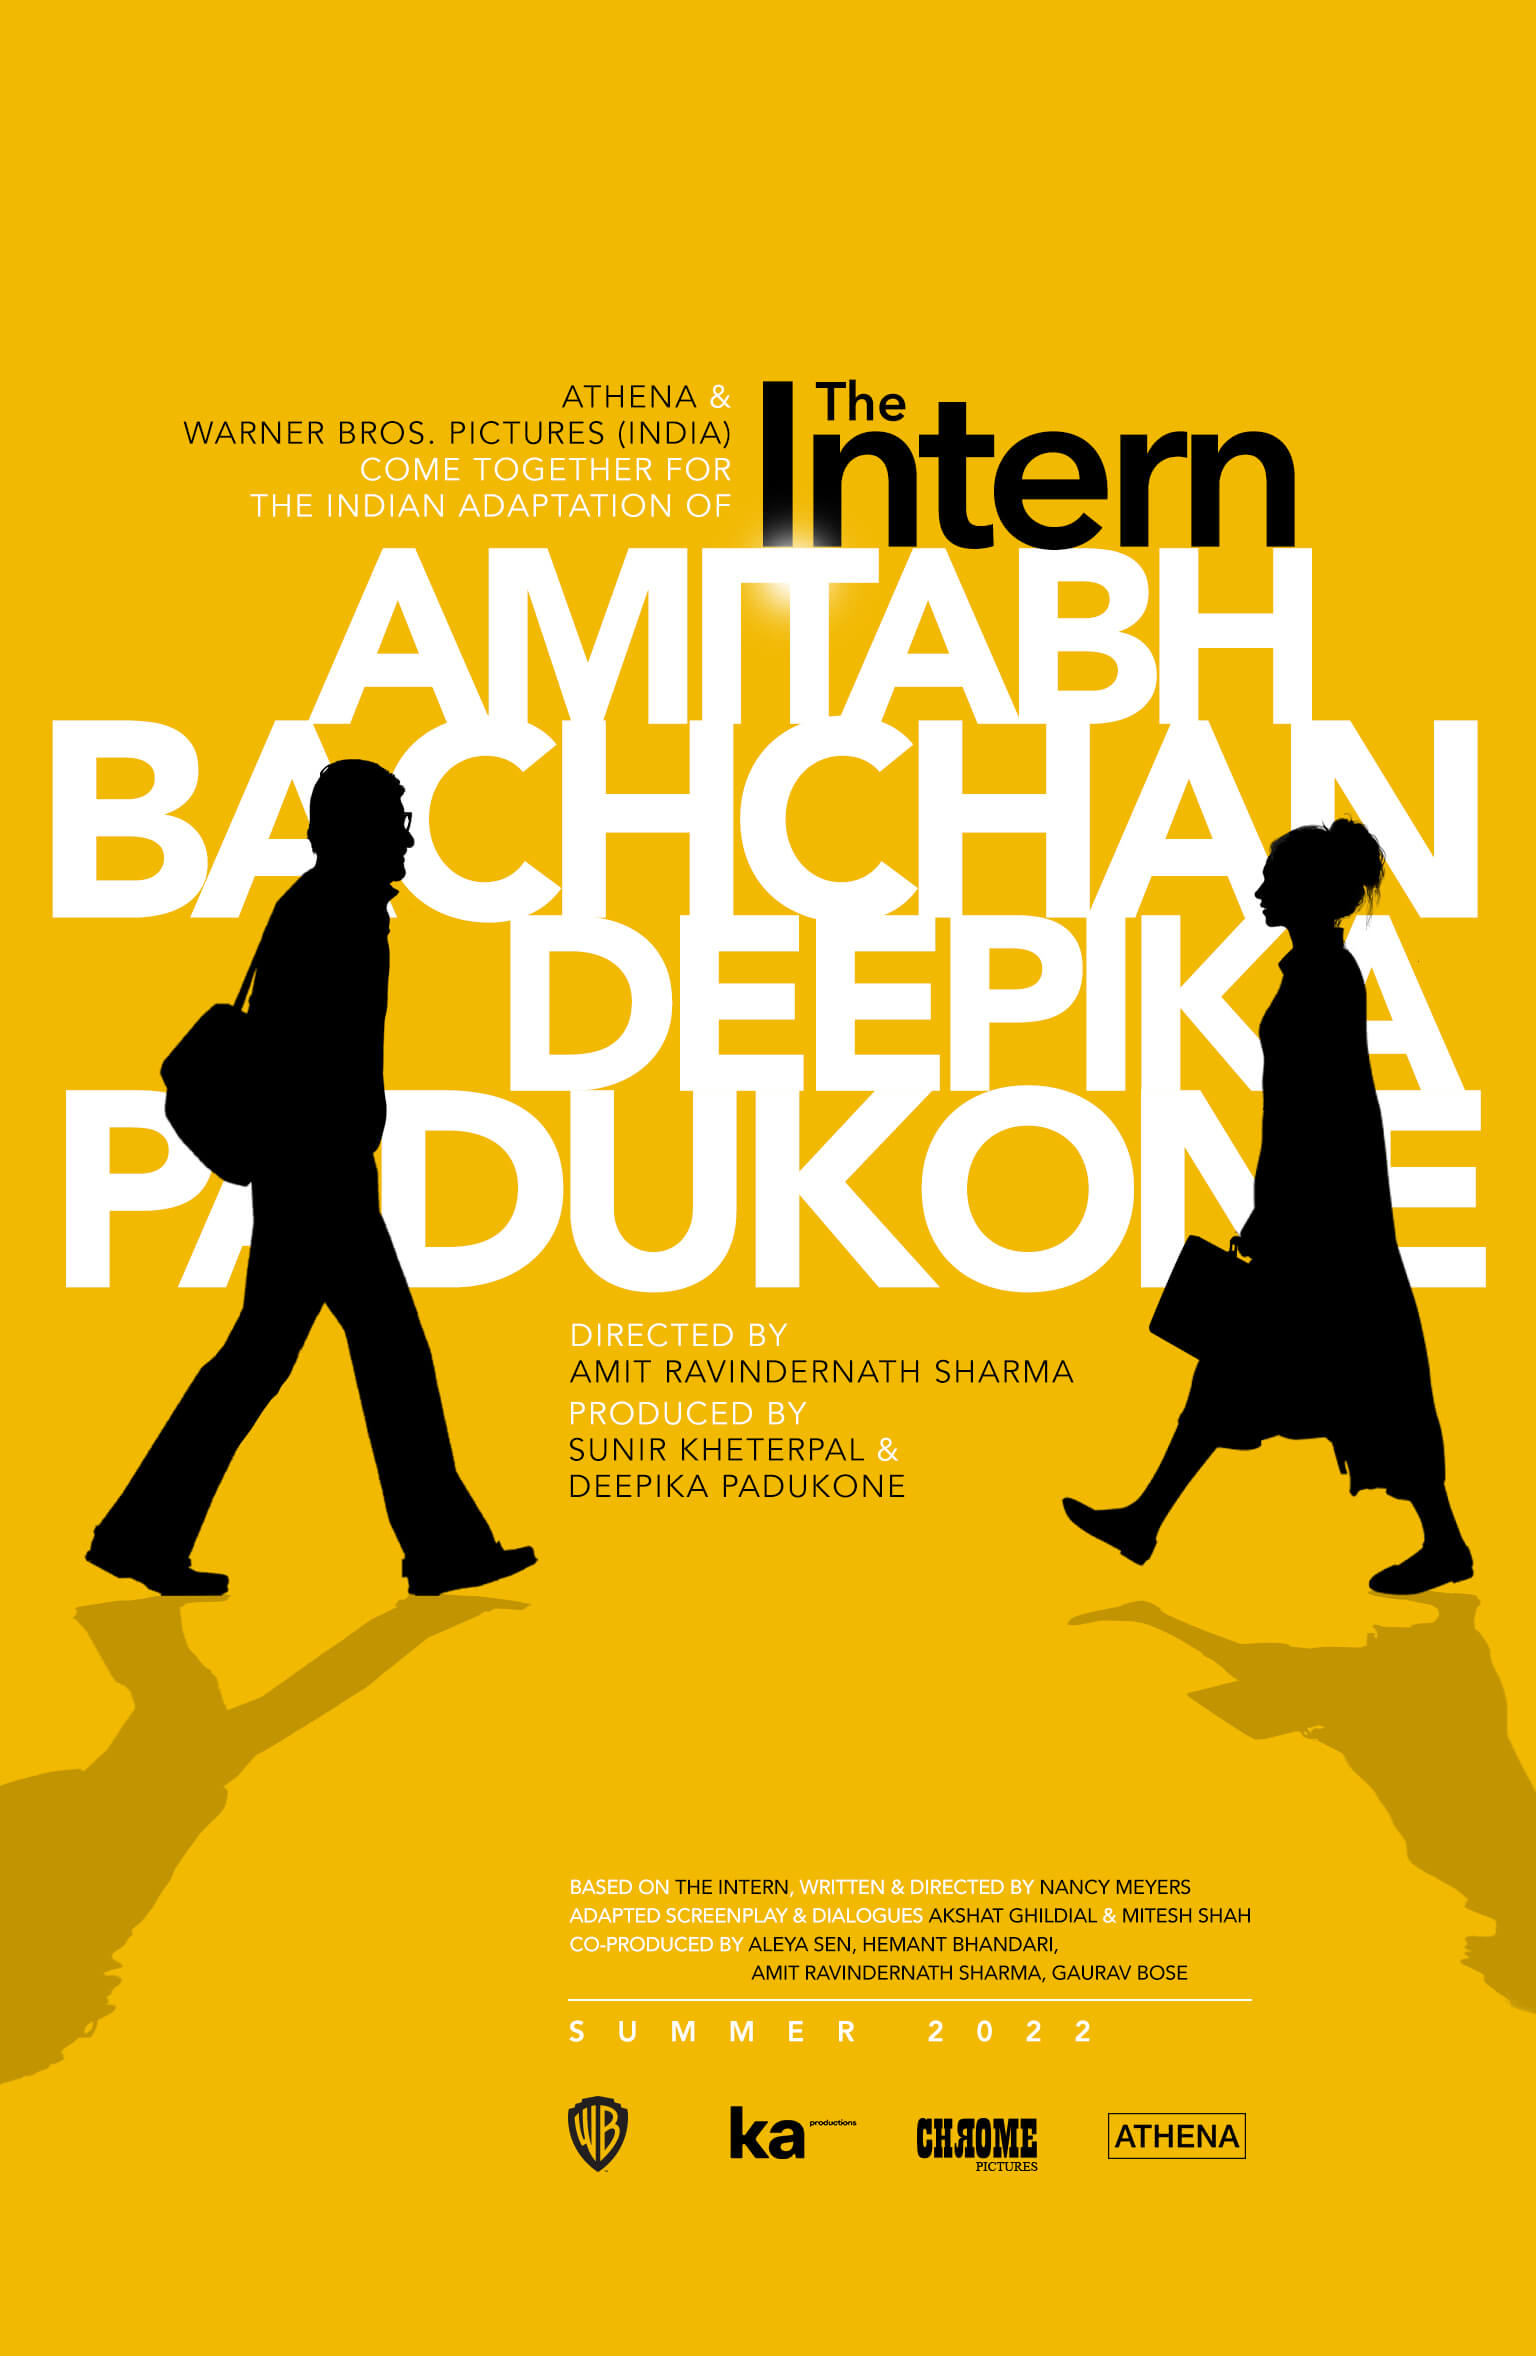 ATHENA &
WARNER BROS. PICTURES (INDIA)
COME TOGETHER FOR
THE INDIAN ADAPTATION OF
The
Intern
AMITABH
BACHCHAN
DEEPIKA
PADUKONE
DIRECTED BY
AMIT RAVINDERNATH SHARMA
PRODUCED BY
SUNIR KHETERPAL &
DEEPIKA PADUKONE
BASED ON THE INTERN, WRITTEN & DIRECTED BY NANCY MEYERS
ADAPTED SCREENPLAY & DIALOGUES AKSHAT GHILDIAL & MITESH SHAH
CO-PRODUCED BY ALEYA SEN, HEMANT BHANDARI,
AMIT RAVINDERNATH SHARMA, GAURAV BOSE
SUMMER 2022
WB
ka productions
CHROME
PICTURES
ATHENA